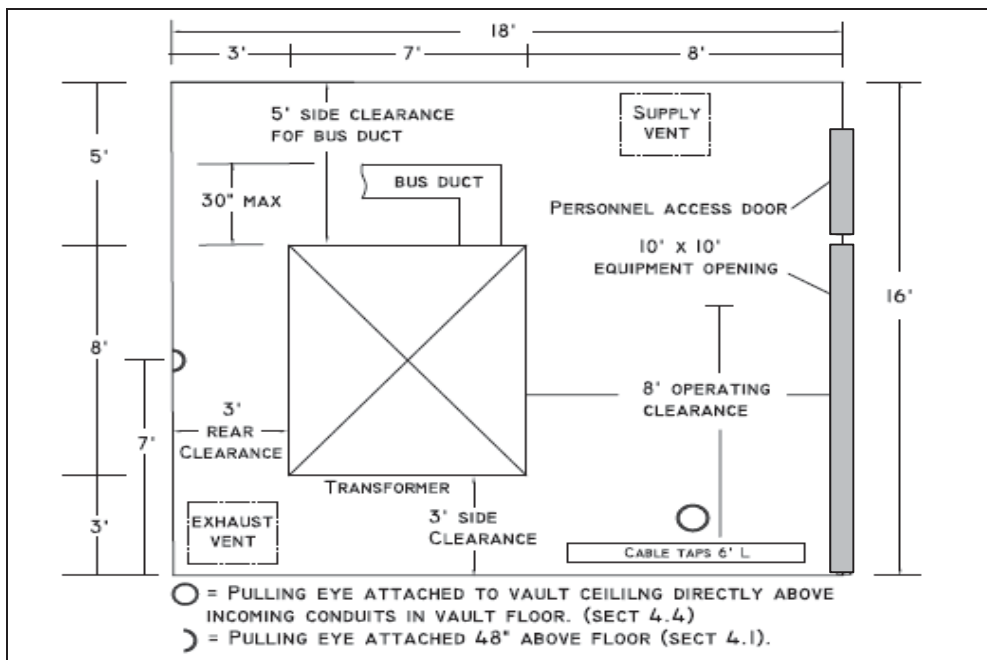 18'
3'
7'
8'
5' SIDE CLEARANCE
FOF BUS DUCT
SUPPLY
VENT
5'
30" MAX
BUS DUCT
PERSONNEL ACCESS DOOR
10' X 10'
EQUIPMENT OPENING
16'
8'
8' OPERATING
CLEARANCE
3'
REAR
CLEARANCE
7'
TRANSFORMER
3' SIDE
CLEARANCE
3'
EXHAUST
VENT
CABLE TAPS 6' L
= PULLING EYE ATTACHED TO VAULT CEILILNG DIRECTLY ABOVE
INCOMING CONDUITS IN VAULT FLOOR. (SECT 4.4)
= PULLING EYE ATTACHED 48" ABOVE FLOOR (SECT 4.1).